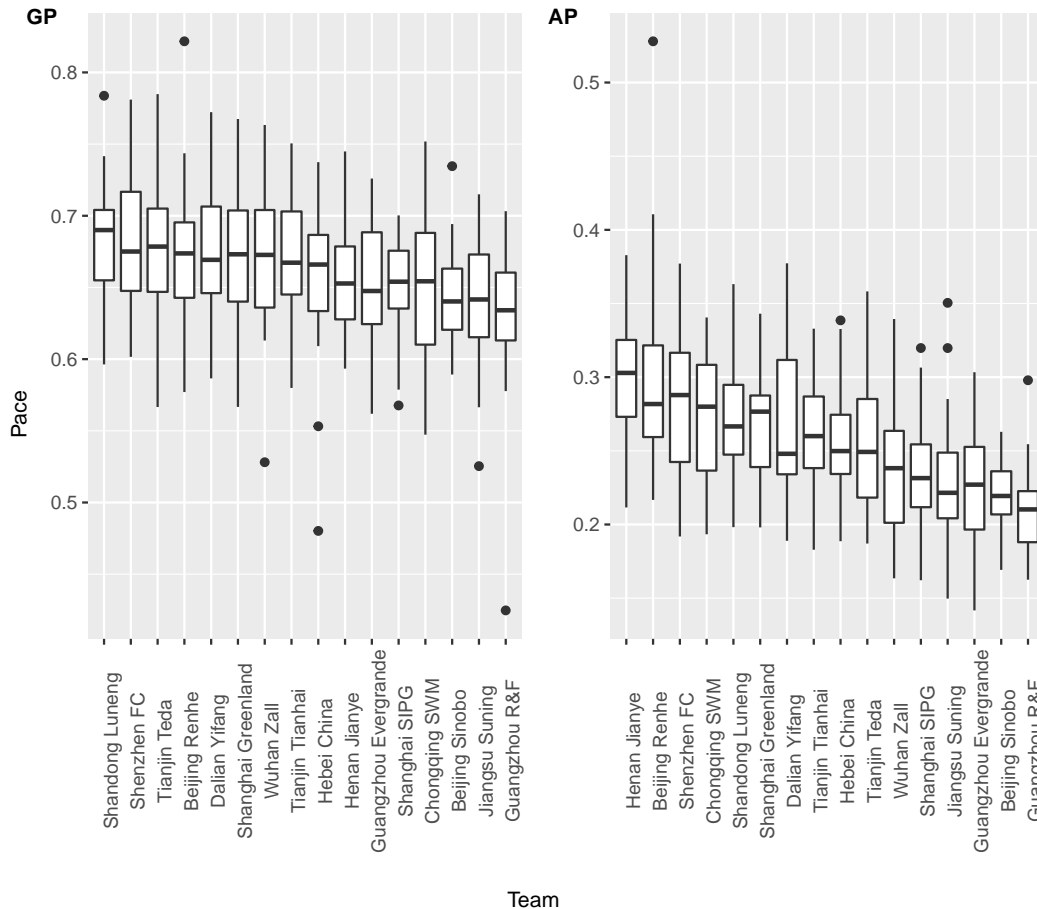 GP
AP
0.8
0.7
0.6
0.5
0.5
0.4
0.3
0.2
Pace
Shandong Luneng
Shenzhen FC
Tianjin Teda
Beijing Renhe
Dalian Yifang
Shanghai Greenland
Wuhan Zall
Tianjin Tianhai
Hebei China
Henan Jianye
Guangzhou Evergrande
Shanghai SIPG
Chongqing SWM
Beijing Sinobo
Jiangsu Suning
Guangzhou R&F
Henan Jianye
Beijing Renhe
Shenzhen FC
Chongqing SWM
Shandong Luneng
Shanghai Greenland
Dalian Yifang
Tianjin Tianhai
Hebei China
Tianjin Teda
Wuhan Zall
Shanghai SIPG
Jiangsu Suning
Guangzhou Evergrande
Beijing Sinobo
Guangzhou R&F
Team